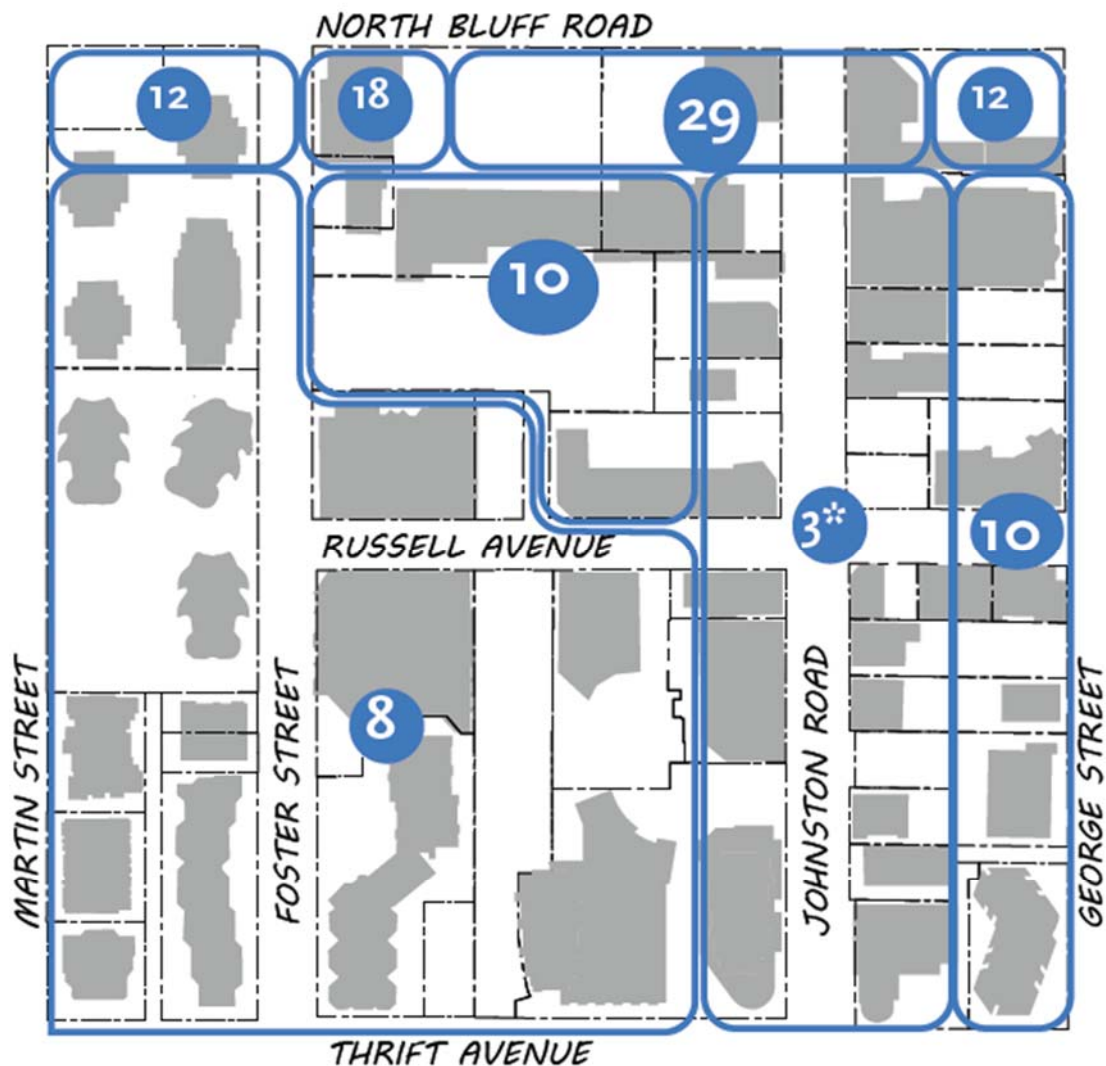 NORTH BLUFF ROAD
12
18
29
12
10
3*
10
RUSSELL AVENUE
8
MARTIN STREET
FOSTER STREET
JOHNSTON ROAD
GEORGE STREET
THRIFT AVENUE